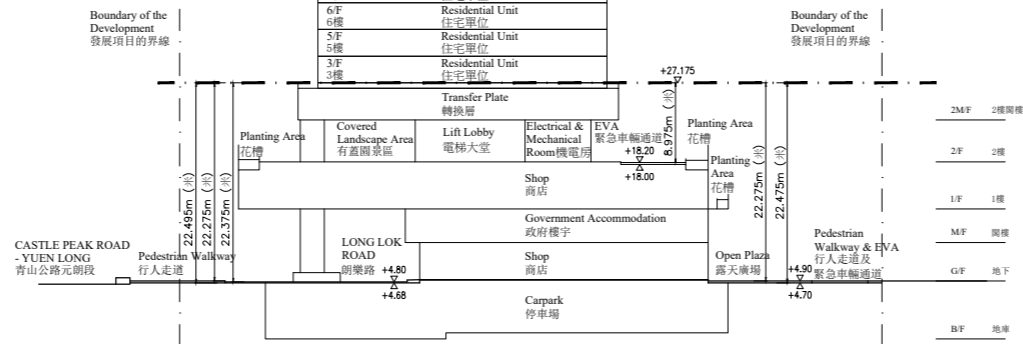 Boundary of the
Development
發展項目的界線
6/F
6樓
Residential Unit
住宅單位
5/F
5樓
Residential Unit
住宅單位
3/F
3樓
Residential Unit
住宅單位
Boundary of the
Development
發展項目的界線
+27.175
Transfer Plate
轉換層
2M/F 2樓閣樓
Planting Area
花槽
Covered
Landscape Area
有蓋園景區
Lift Lobby
電梯大堂
Electrical &
Mechanical
Room機電房
EVA
緊急車輛通道
8.975m (米)
Planting Area
花槽
+18.20
+18.00
2/F 2樓
Planting
Area
花槽
Shop
商店
22.495m (米)
22.275m (米)
22.375m (米)
22.275m (米)
22.475m (米)
1/F 1樓
Government Accommodation
政府樓宇
M/F 閣樓
CASTLE PEAK ROAD
- YUEN LONG
青山公路元朗段
Pedestrian Walkway
行人走道
LONG LOK
ROAD
朗樂路
+4.80
+4.68
Shop
商店
Open Plaza
露天廣場
Pedestrian
Walkway & EVA
行人走道及
緊急車輛通道
+4.90
+4.70
G/F 地下
Carpark
停車場
B/F 地庫